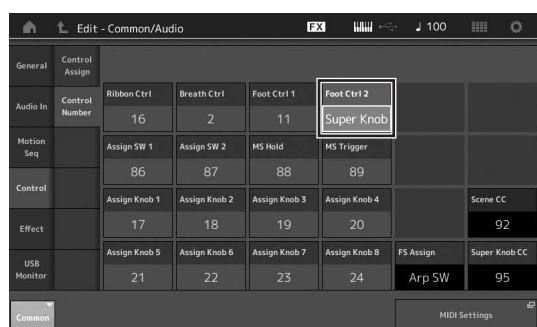 Edit - Common/Audio
FX
♩ 100
General
Control Assign
Audio In
Control Number
Motion Seq
Control
Effect
USB Monitor
Common
Ribbon Ctrl
16
Breath Ctrl
2
Foot Ctrl 1
11
Foot Ctrl 2
Super Knob
Assign SW 1
86
Assign SW 2
87
MS Hold
88
MS Trigger
89
Assign Knob 1
17
Assign Knob 2
18
Assign Knob 3
19
Assign Knob 4
20
Scene CC
92
Assign Knob 5
21
Assign Knob 6
22
Assign Knob 7
23
Assign Knob 8
24
FS Assign
Arp SW
Super Knob CC
95
MIDI Settings